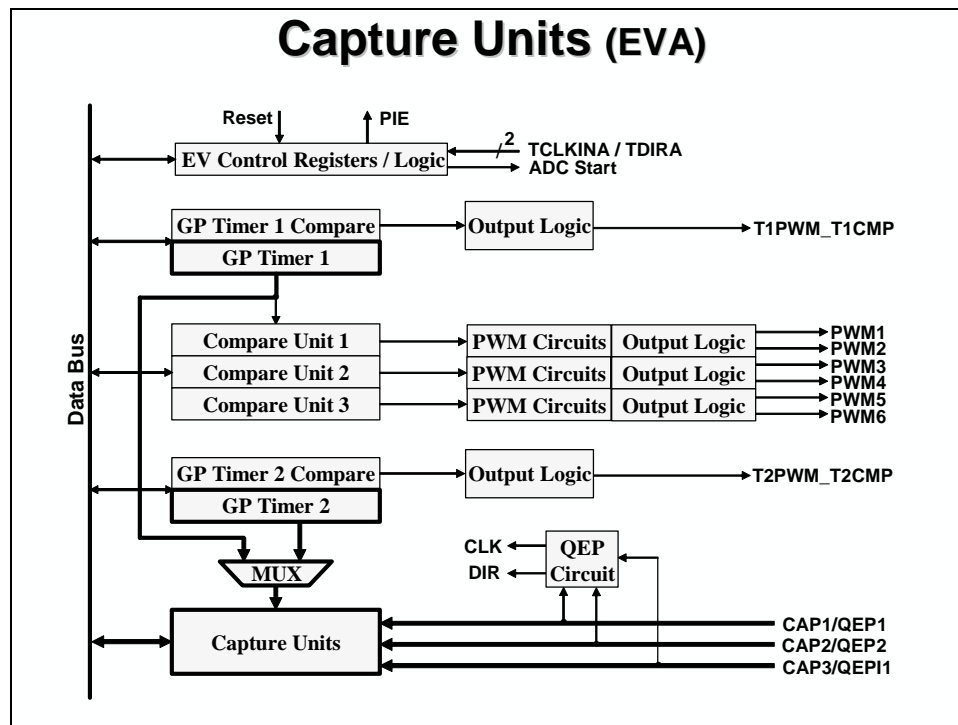 Capture Units (EVA)
Reset
PIE
2
EV Control Registers / Logic
TCLKINA / TDIRA
ADC Start
GP Timer 1 Compare
Output Logic
T1PWM_T1CMP
GP Timer 1
Data Bus
Compare Unit 1
PWM Circuits
Output Logic
PWM1
PWM2
Compare Unit 2
PWM Circuits
Output Logic
PWM3
PWM4
Compare Unit 3
PWM Circuits
Output Logic
PWM5
PWM6
GP Timer 2 Compare
Output Logic
T2PWM_T2CMP
GP Timer 2
MUX
CLK
DIR
QEP
Circuit
Capture Units
CAP1/QEP1
CAP2/QEP2
CAP3/QEPI1